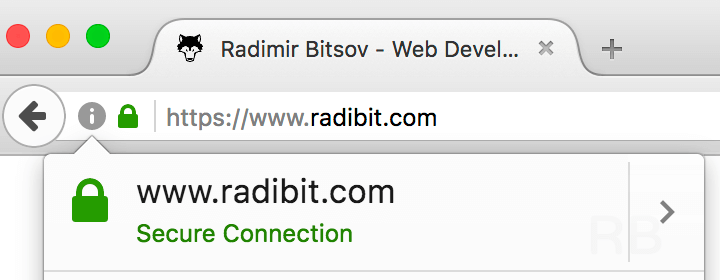 Radimir Bitsov - Web Devel...
https://www.radibit.com
www.radibit.com
Secure Connection
RB